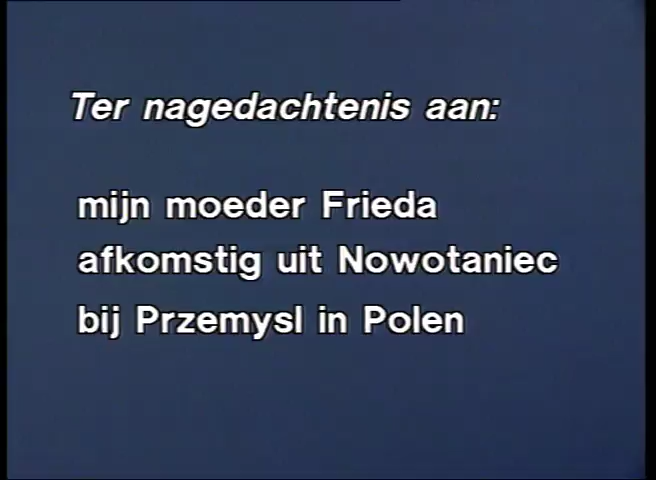 Ter nagedachtenis aan:
mijn moeder Frieda
afkomstig uit Nowotaniec
bij Przemysl in Polen